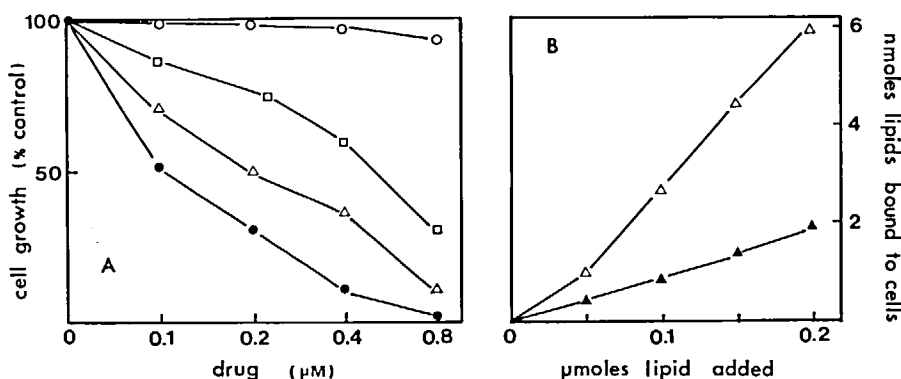 100
50
cell growth (% control)
A
0
0.1
0.2
0.4
0.8
drug (μM)
B
6
4
2
nmoles lipids bound to cells
0
0.1
0.2
μmoles lipid added